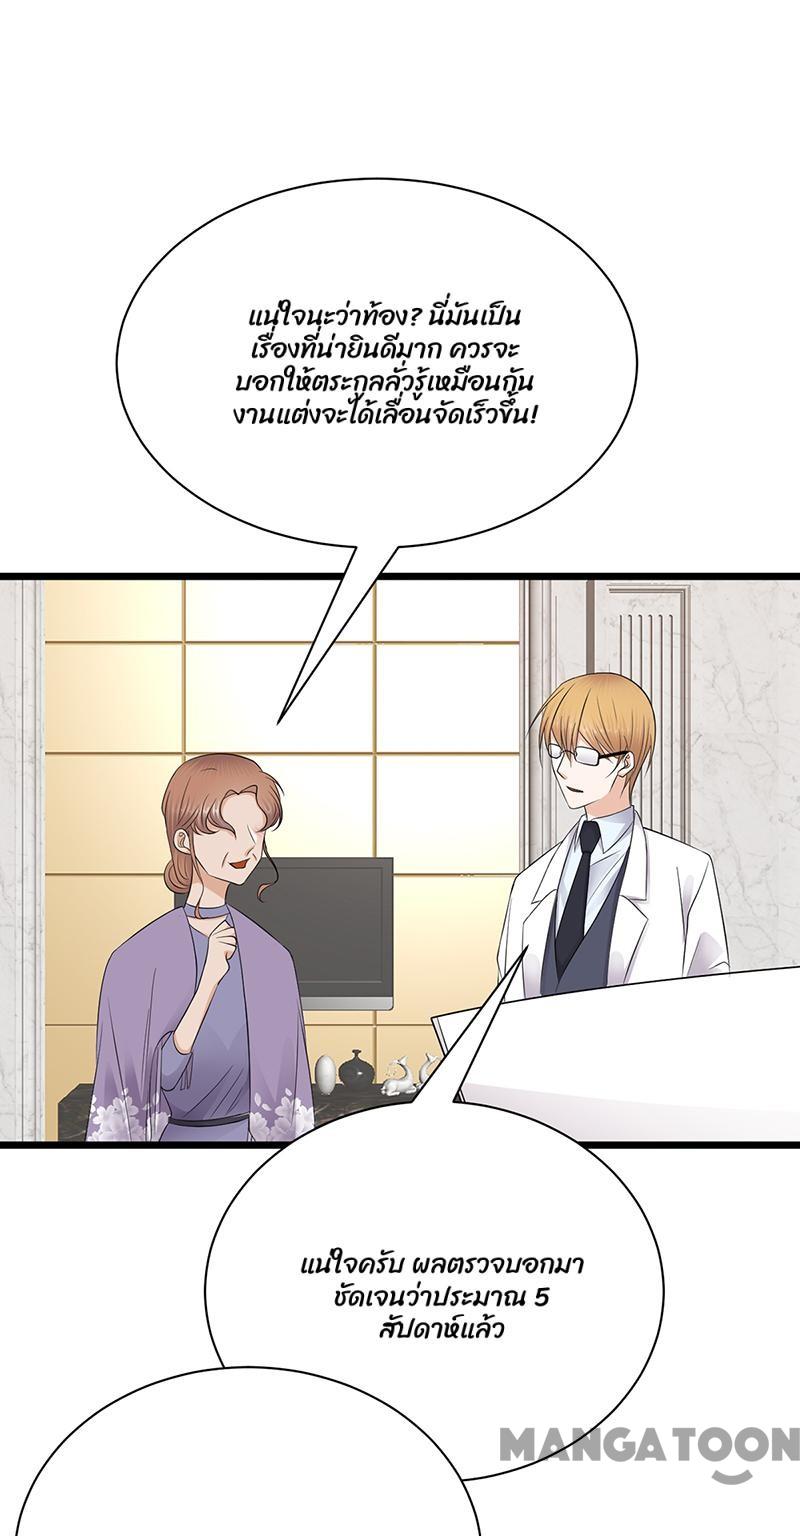 แน่ใจนะว่าท้อง? นี่มันเป็น
เรื่องที่น่ายินดีมาก ควรจะ
บอกให้ตระกูลลั่วรู้เหมือนกัน
งานแต่งจะได้เลื่อนจัดเร็วขึ้น!
แน่ใจครับ ผลตรวจบอกมา
ชัดเจนว่าประมาณ 5
สัปดาห์แล้ว
MANGATOON